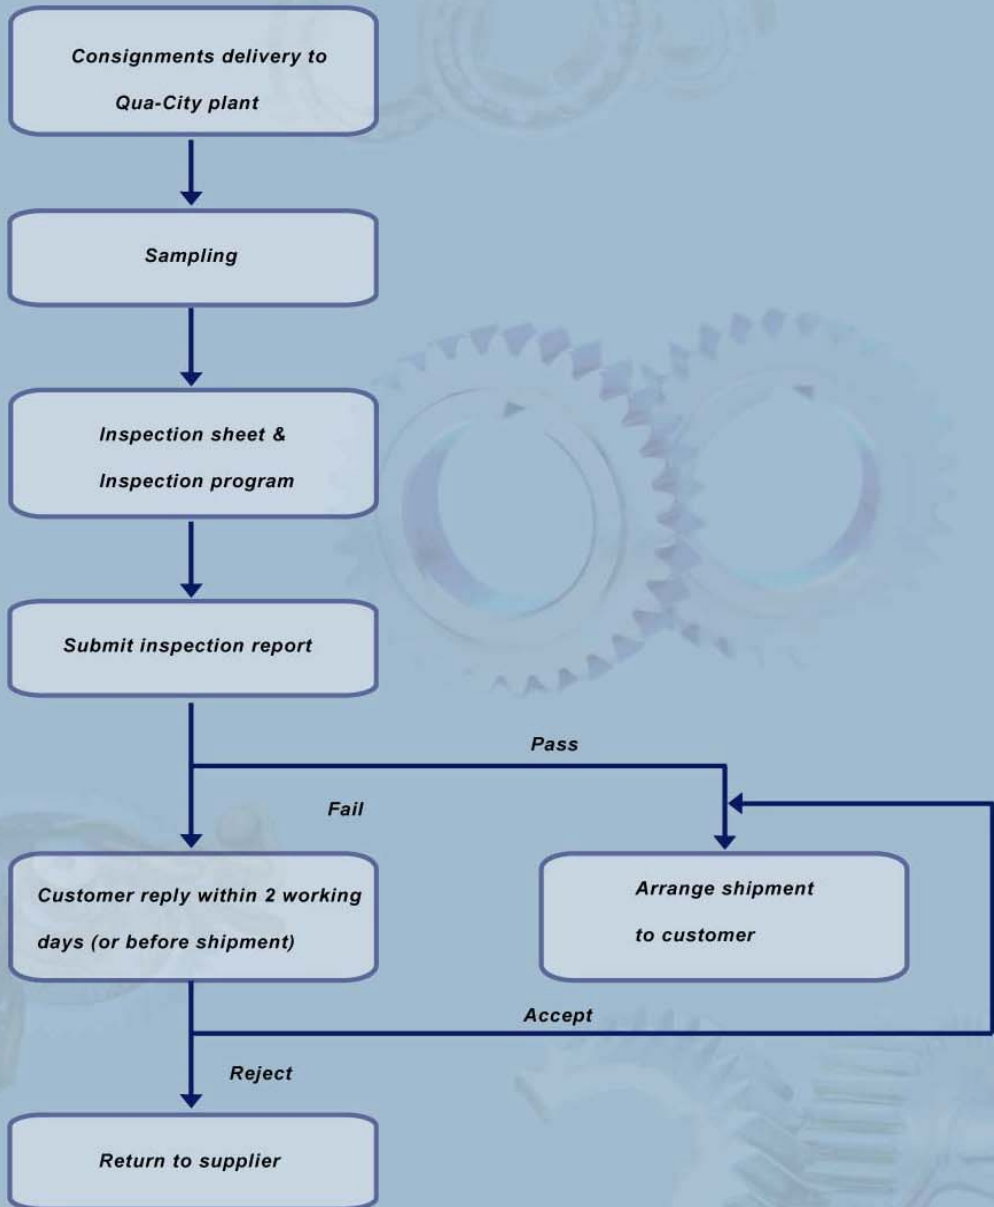 Consignments delivery to
Qua-City plant
Sampling
Inspection sheet &
Inspection program
Submit inspection report
Pass
Fail
Customer reply within 2 working
days (or before shipment)
Arrange shipment
to customer
Accept
Reject
Return to supplier